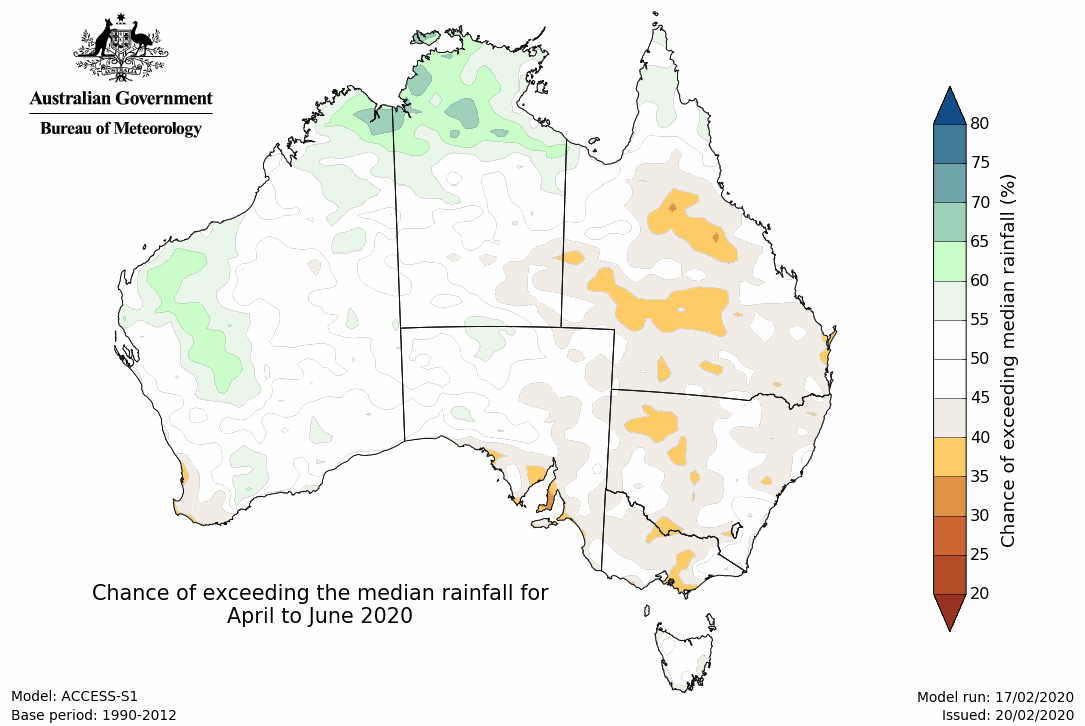 AUSTRALIA
Australian Government
Bureau of Meteorology
80
75
70
65
60
55
50
45
40
35
30
25
20
Chance of exceeding median rainfall (%)
Chance of exceeding the median rainfall for
April to June 2020
Model: ACCESS-S1
Base period: 1990-2012
Model run: 17/02/2020
Issued: 20/02/2020